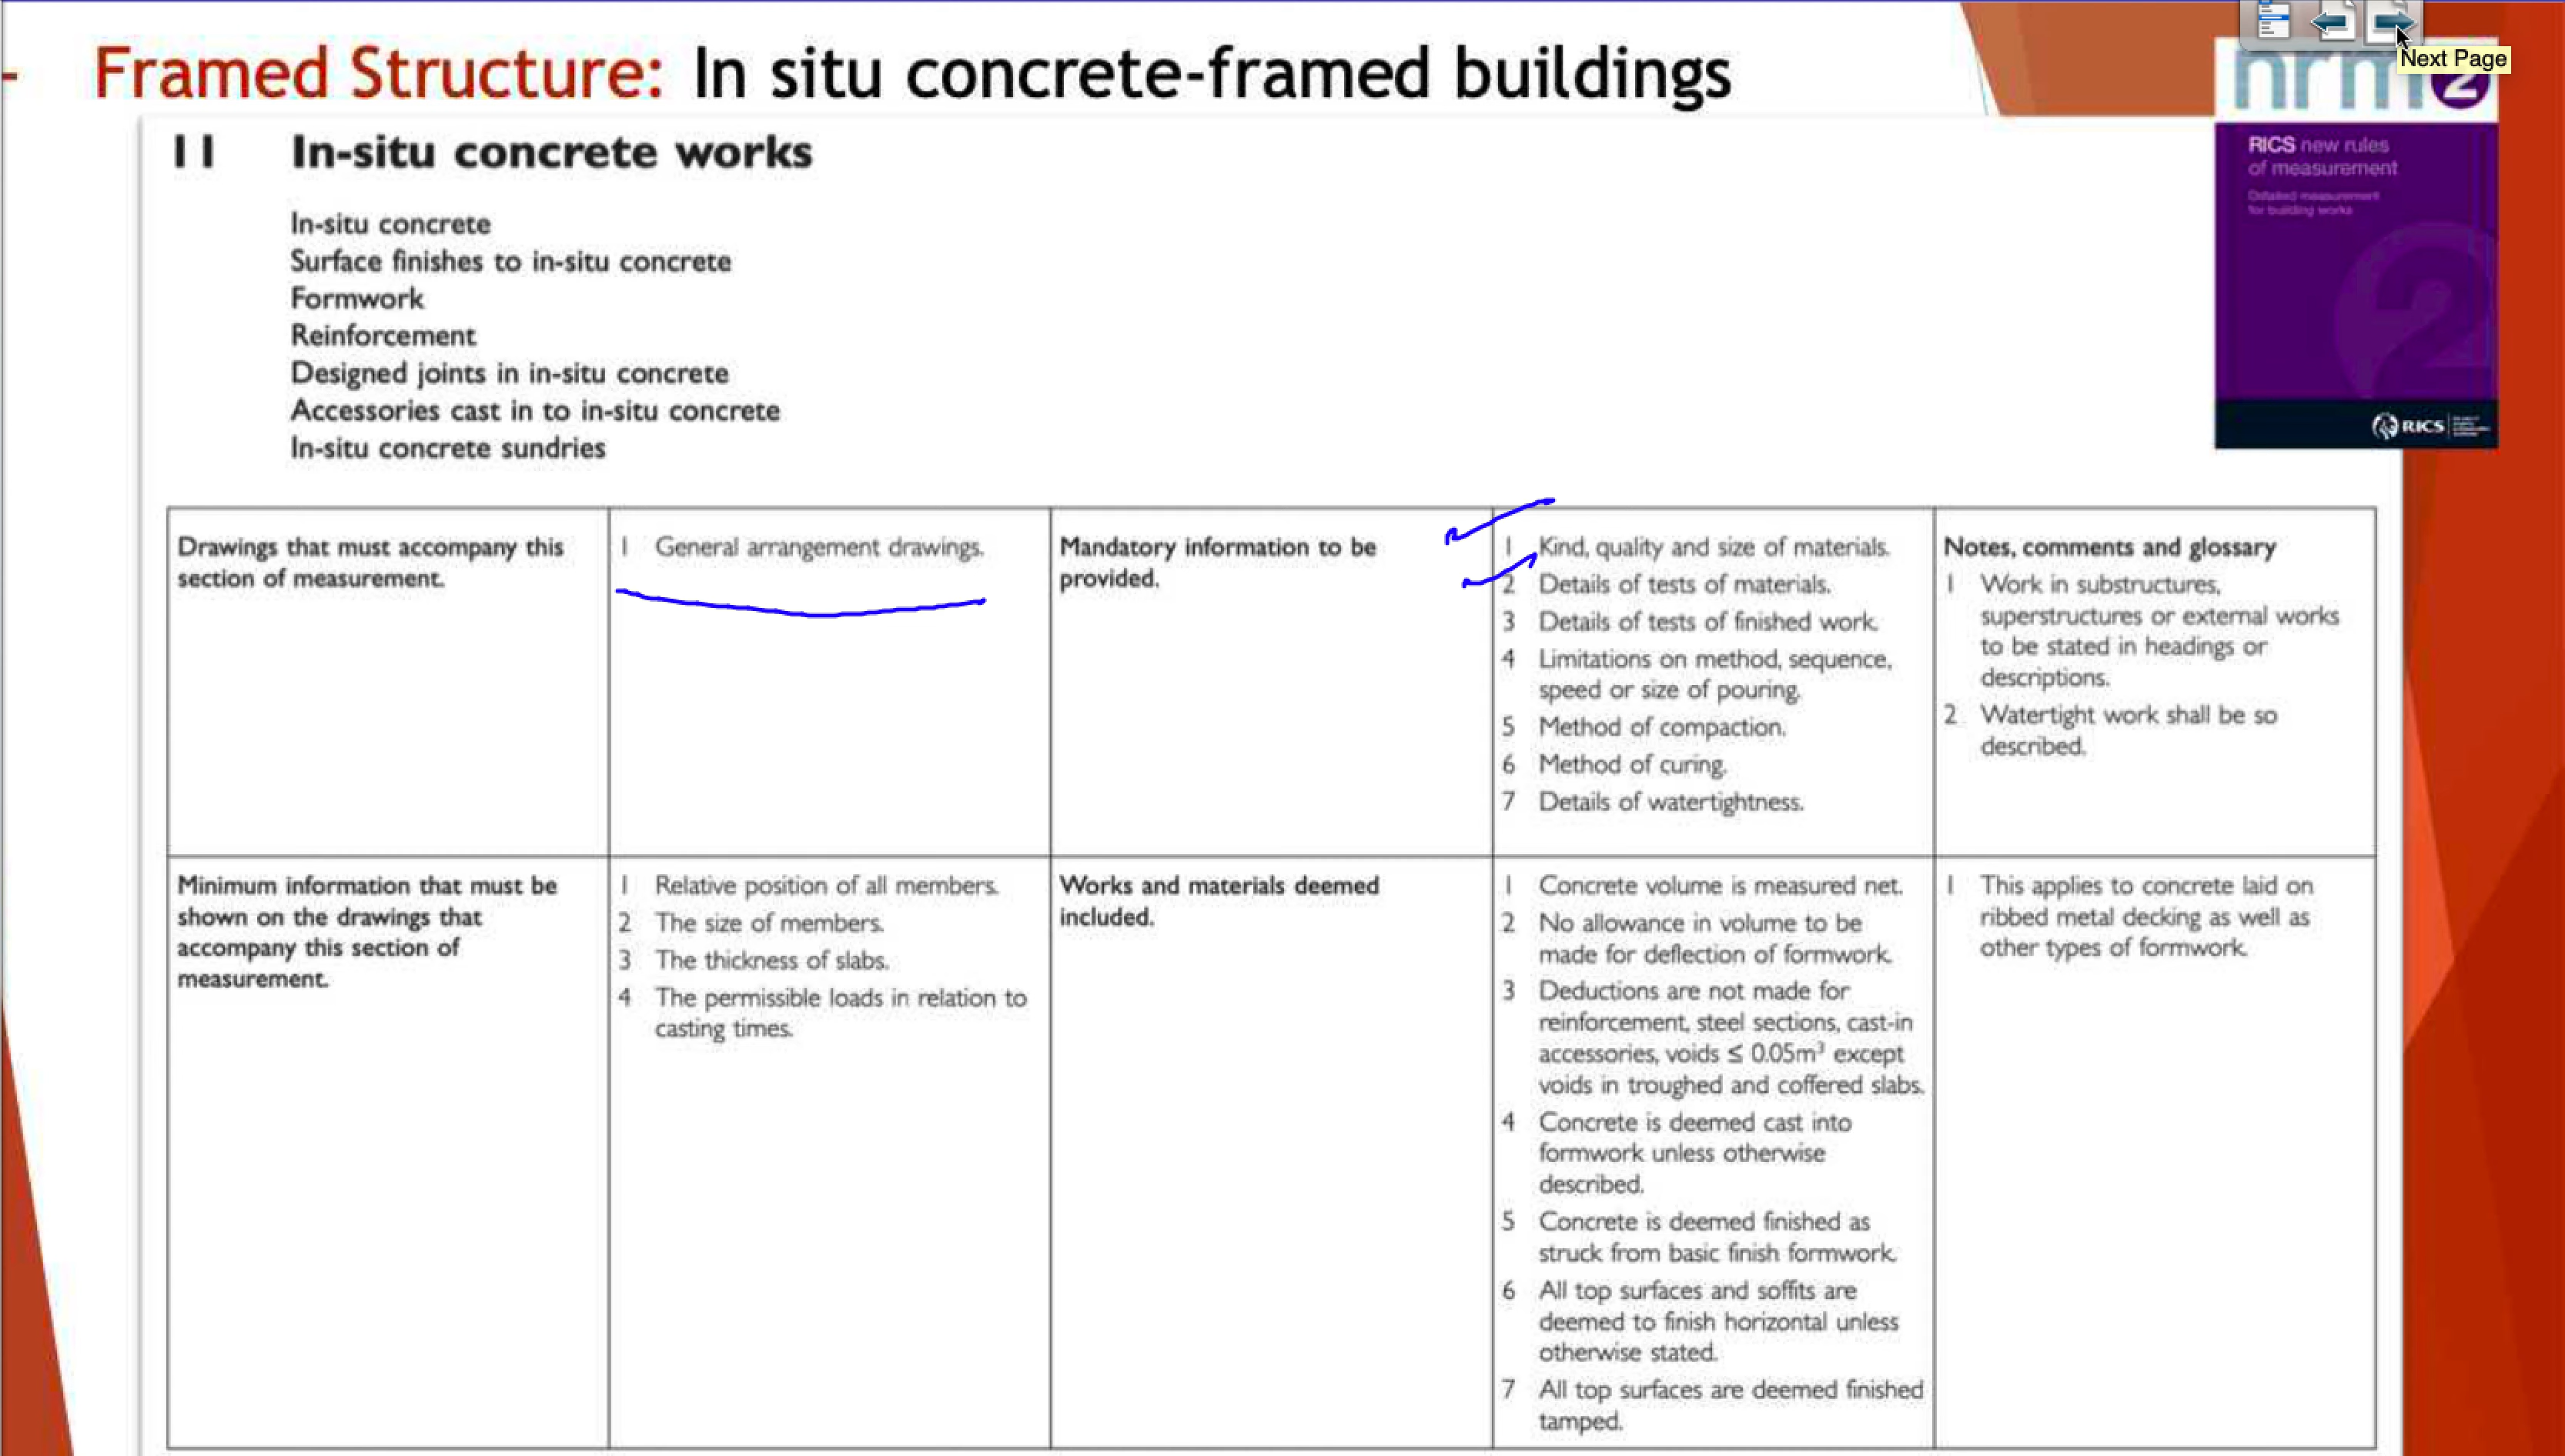 Next Page
Framed Structure: In situ concrete-framed buildings
nrm
2
RICS new rules
of measurement
Detailed measurement
for building works
RICS
11 In-situ concrete works
In-situ concrete
Surface finishes to in-situ concrete
Formwork
Reinforcement
Designed joints in in-situ concrete
Accessories cast in to in-situ concrete
In-situ concrete sundries
Drawings that must accompany this
section of measurement.
1 General arrangement drawings.
Mandatory information to be
provided.
1 Kind, quality and size of materials.
2 Details of tests of materials.
3 Details of tests of finished work.
4 Limitations on method, sequence,
speed or size of pouring.
5 Method of compaction.
6 Method of curing.
7 Details of watertightness.
Notes, comments and glossary
1 Work in substructures,
superstructures or external works
to be stated in headings or
descriptions.
2 Watertight work shall be so
described.
Minimum information that must be
shown on the drawings that
accompany this section of
measurement.
1 Relative position of all members.
2 The size of members.
3 The thickness of slabs.
4 The permissible loads in relation to
casting times.
Works and materials deemed
included.
1 Concrete volume is measured net.
2 No allowance in volume to be
made for deflection of formwork.
3 Deductions are not made for
reinforcement, steel sections, cast-in
accessories, voids ≤ 0.05m³ except
voids in troughed and coffered slabs.
4 Concrete is deemed cast into
formwork unless otherwise
described.
5 Concrete is deemed finished as
struck from basic finish formwork.
6 All top surfaces and soffits are
deemed to finish horizontal unless
otherwise stated.
7 All top surfaces are deemed finished
tamped.
1 This applies to concrete laid on
ribbed metal decking as well as
other types of formwork.